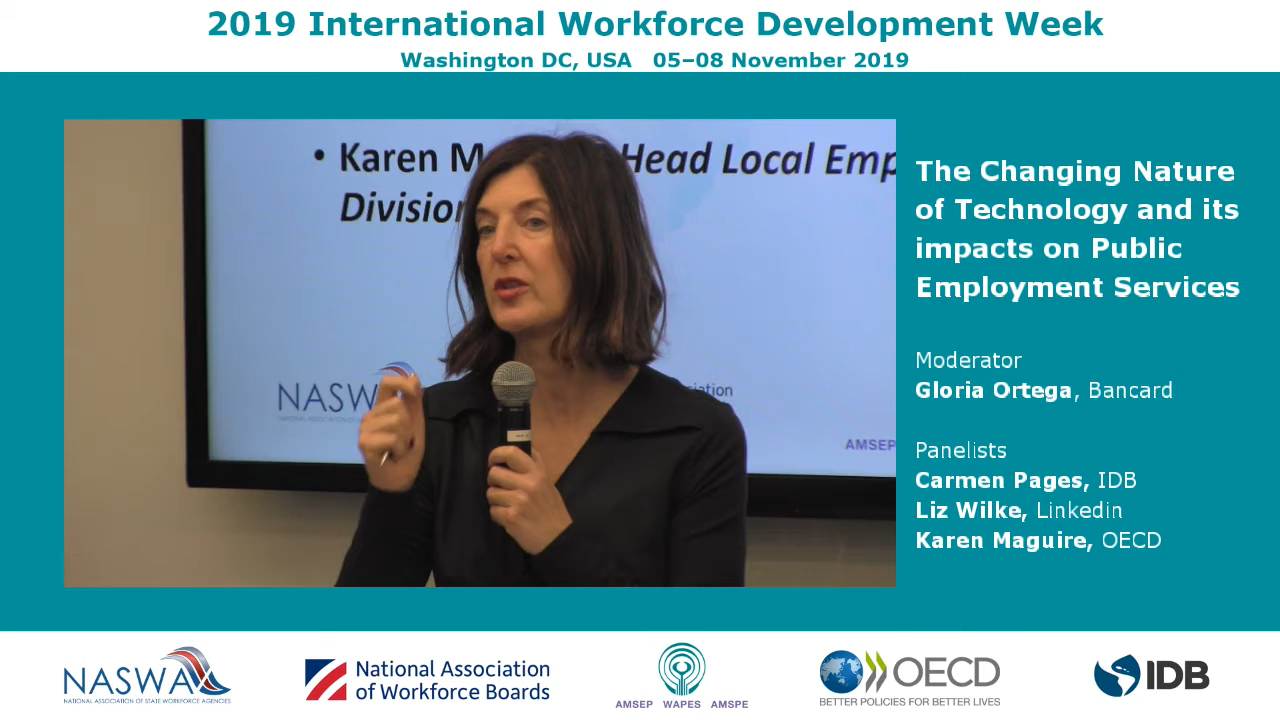 2019 International Workforce Development Week
Washington DC, USA 05–08 November 2019
• Karen Head Local
Division
NASWA
AMSEP
The Changing Nature
of Technology and its
impacts on Public
Employment Services
Moderator
Gloria Ortega, Bancard
Panelists
Carmen Pages, IDB
Liz Wilke, Linkedin
Karen Maguire, OECD
NASWA
NATIONAL ASSOCIATION OF STATE WORKFORCE AGENCIES
National Association
of Workforce Boards
AMSEP WAPES AMSPE
OECD
BETTER POLICIES FOR BETTER LIVES
IDB